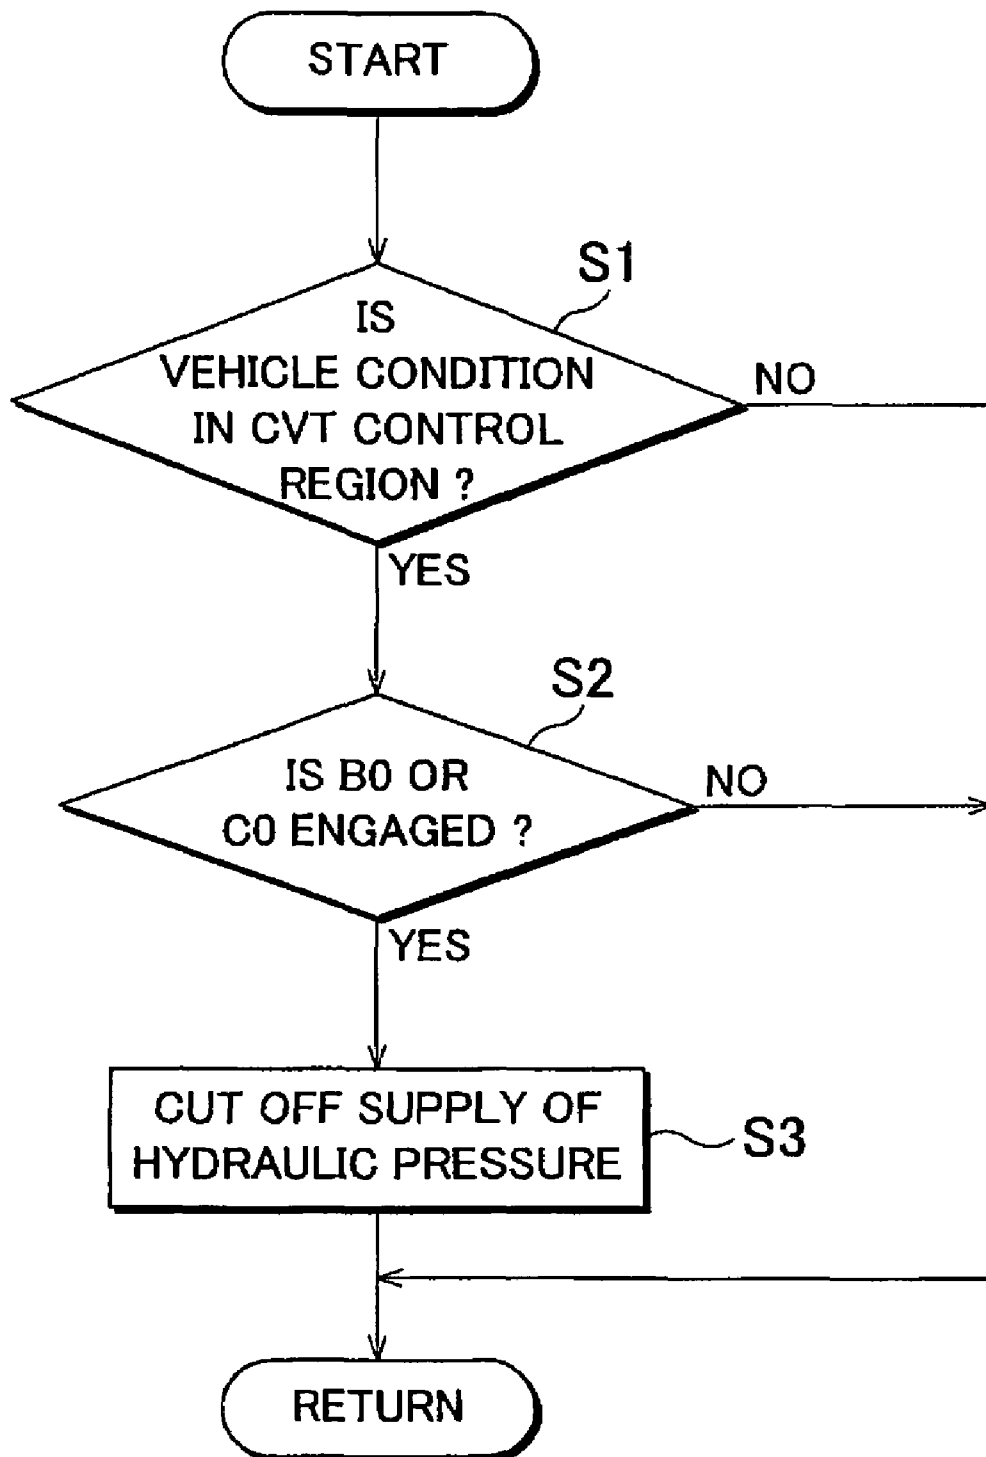 START
S1
IS
VEHICLE CONDITION
IN CVT CONTROL
REGION ?
NO
YES
S2
IS B0 OR
C0 ENGAGED ?
NO
YES
CUT OFF SUPPLY OF
HYDRAULIC PRESSURE
S3
RETURN